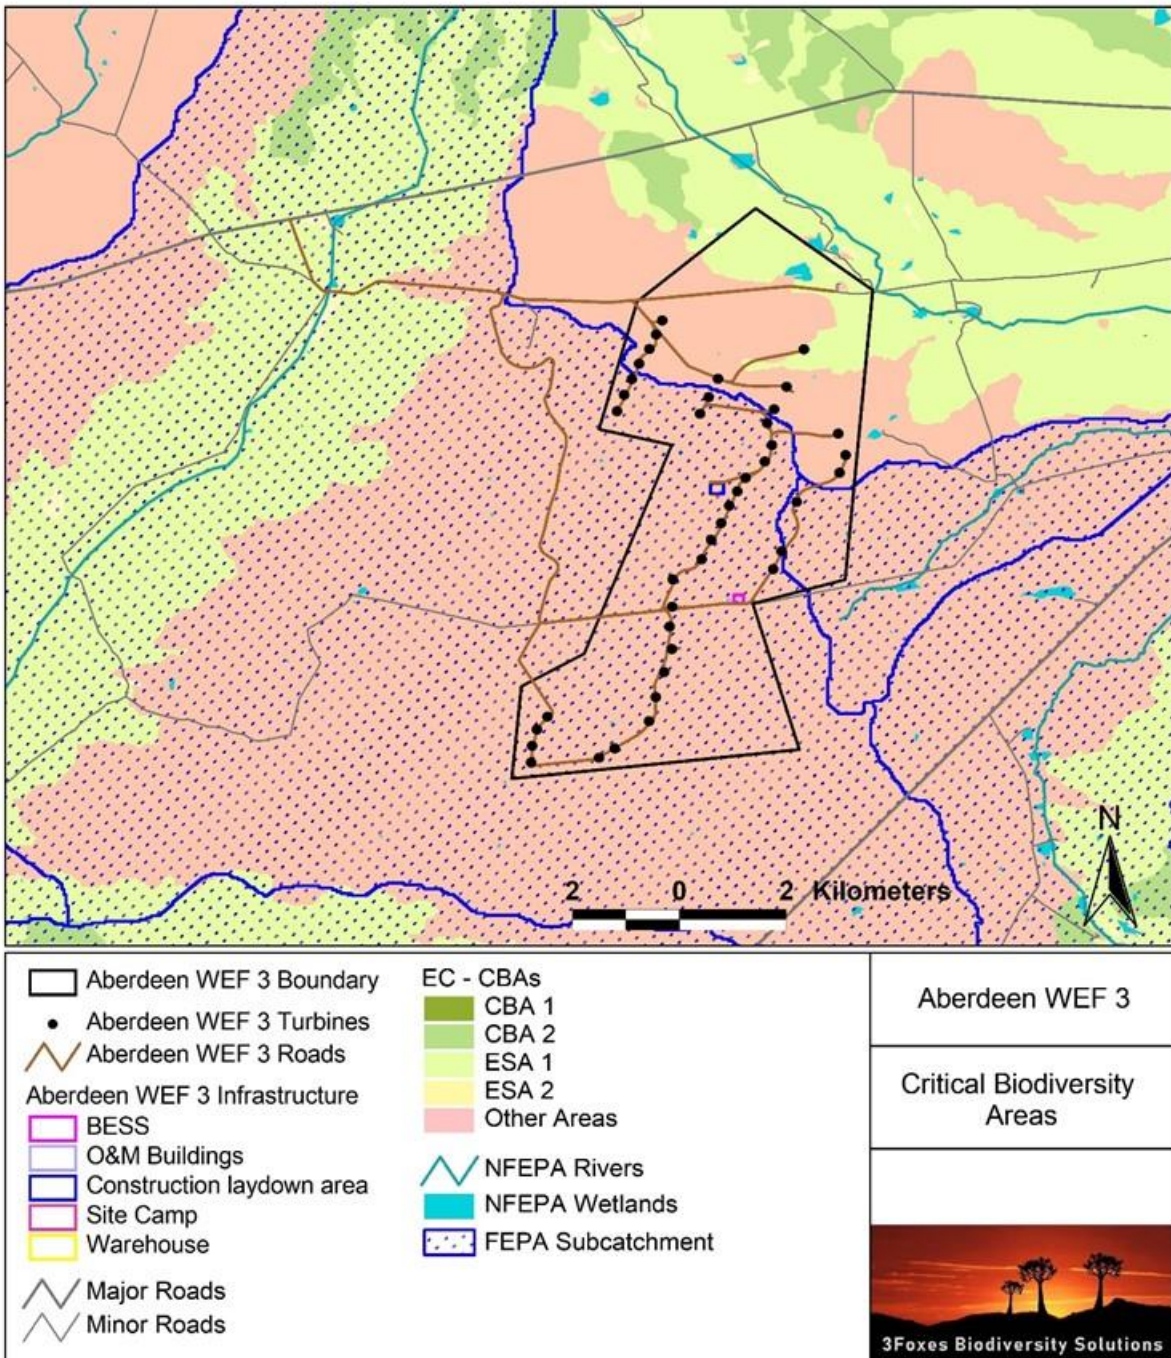 N
2 0 2 Kilometers
Aberdeen WEF 3 Boundary
Aberdeen WEF 3 Turbines
Aberdeen WEF 3 Roads
Aberdeen WEF 3 Infrastructure
BESS
O&M Buildings
Construction laydown area
Site Camp
Warehouse
Major Roads
Minor Roads
EC - CBAs
CBA 1
CBA 2
ESA 1
ESA 2
Other Areas
NFEPA Rivers
NFEPA Wetlands
FEPA Subcatchment
Aberdeen WEF 3
Critical Biodiversity
Areas
3Foxes Biodiversity Solutions